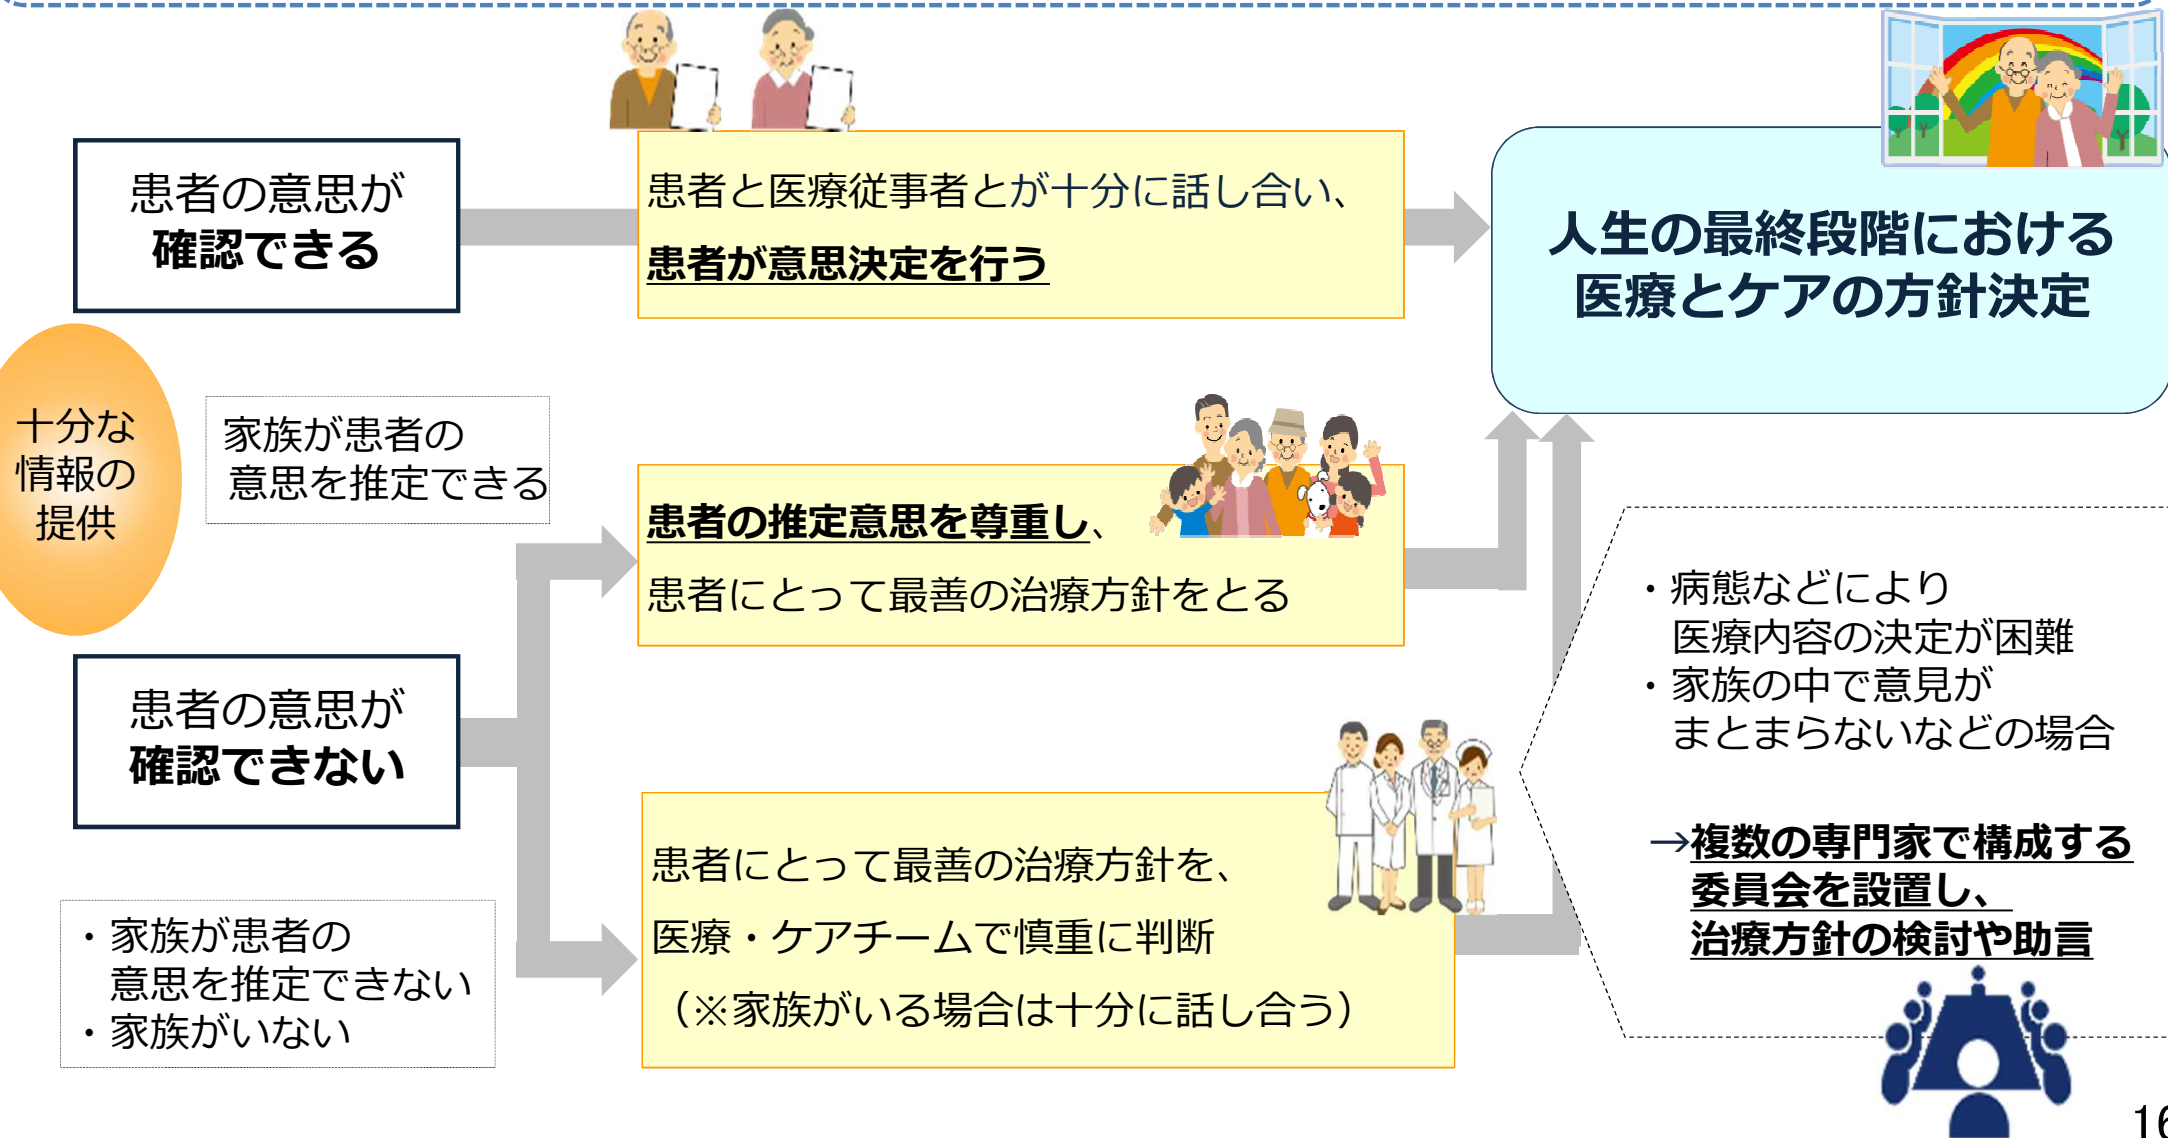 患者の意思が
確認できる
患者と医療従事者とが十分に話し合い、
患者が意思決定を行う
人生の最終段階における
医療とケアの方針決定
十分な
情報の
提供
家族が患者の
意思を推定できる
患者の推定意思を尊重し、
患者にとって最善の治療方針をとる
患者の意思が
確認できない
・家族が患者の
意思を推定できない
・家族がいない
患者にとって最善の治療方針を、
医療・ケアチームで慎重に判断
（※家族がいる場合は十分に話し合う）
・病態などにより
医療内容の決定が困難
・家族の中で意見が
まとまらないなどの場合
→複数の専門家で構成する
委員会を設置し、
治療方針の検討や助言
16